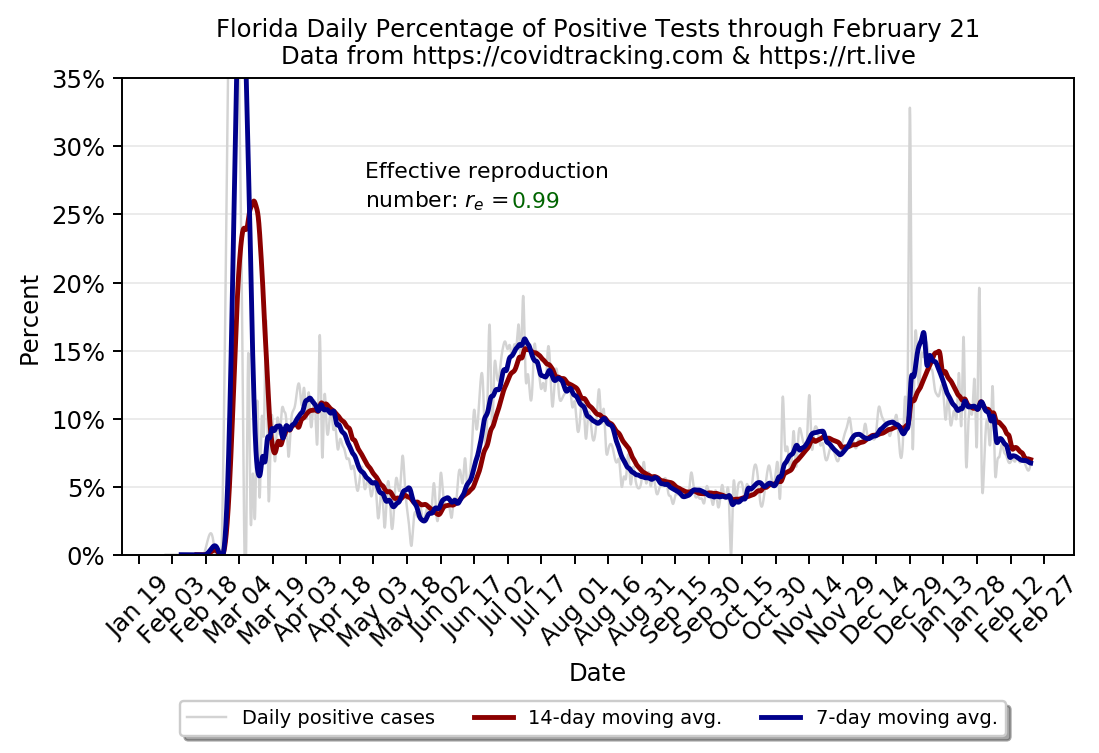 Florida Daily Percentage of Positive Tests through February 21
Data from https://covidtracking.com & https://rt.live
35%
30%
25%
20%
15%
10%
5%
0%
Percent
Effective reproduction
number: rₑ = 0.99
Jan 19
Feb 03
Feb 18
Mar 04
Mar 19
Apr 03
Apr 18
May 03
May 18
Jun 02
Jun 17
Jul 02
Jul 17
Aug 01
Aug 16
Aug 31
Sep 15
Sep 30
Oct 15
Oct 30
Nov 14
Nov 29
Dec 14
Dec 29
Jan 13
Jan 28
Feb 12
Feb 27
Date
Daily positive cases 14-day moving avg. 7-day moving avg.